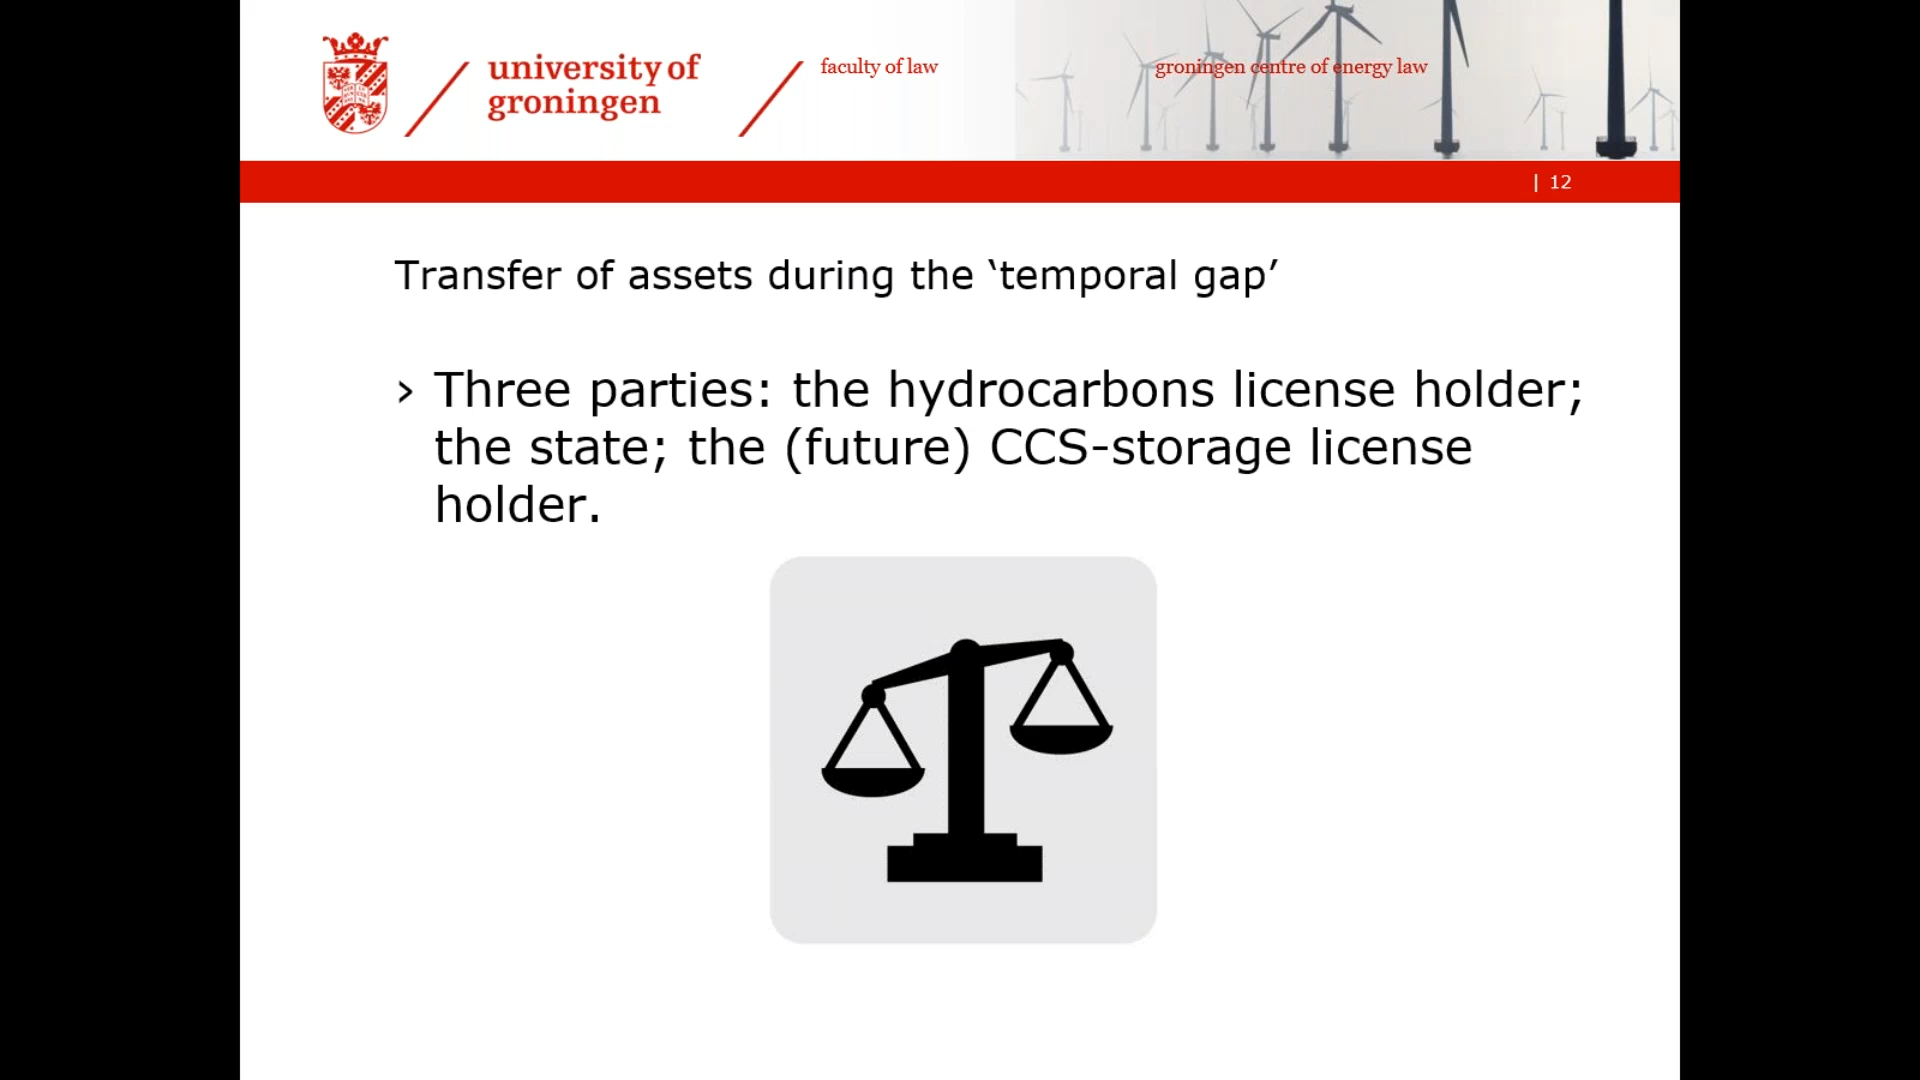 university of
groningen
faculty of law
groningen centre of energy law
| 12
Transfer of assets during the ‘temporal gap’
› Three parties: the hydrocarbons license holder;
the state; the (future) CCS-storage license
holder.